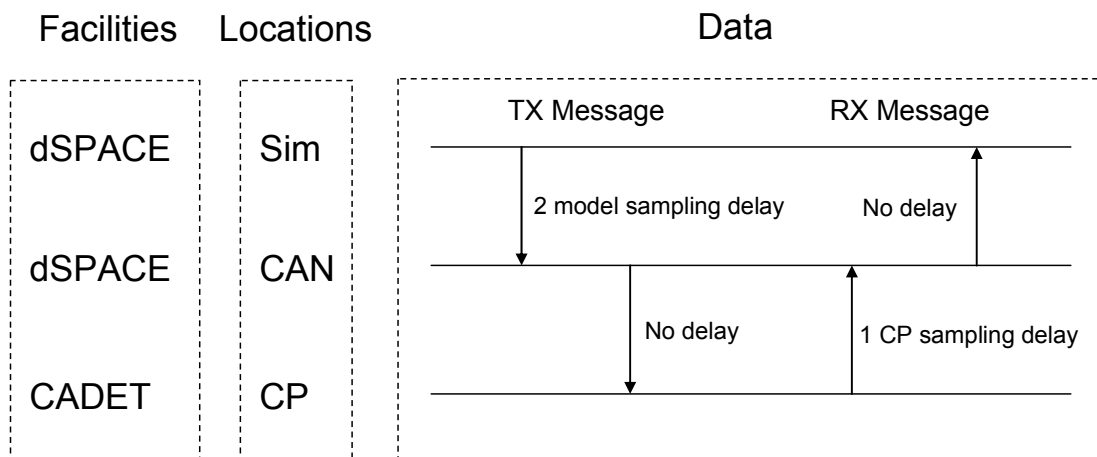 Facilities Locations Data
TX Message RX Message
dSPACE Sim
2 model sampling delay No delay
dSPACE CAN
No delay 1 CP sampling delay
CADET CP